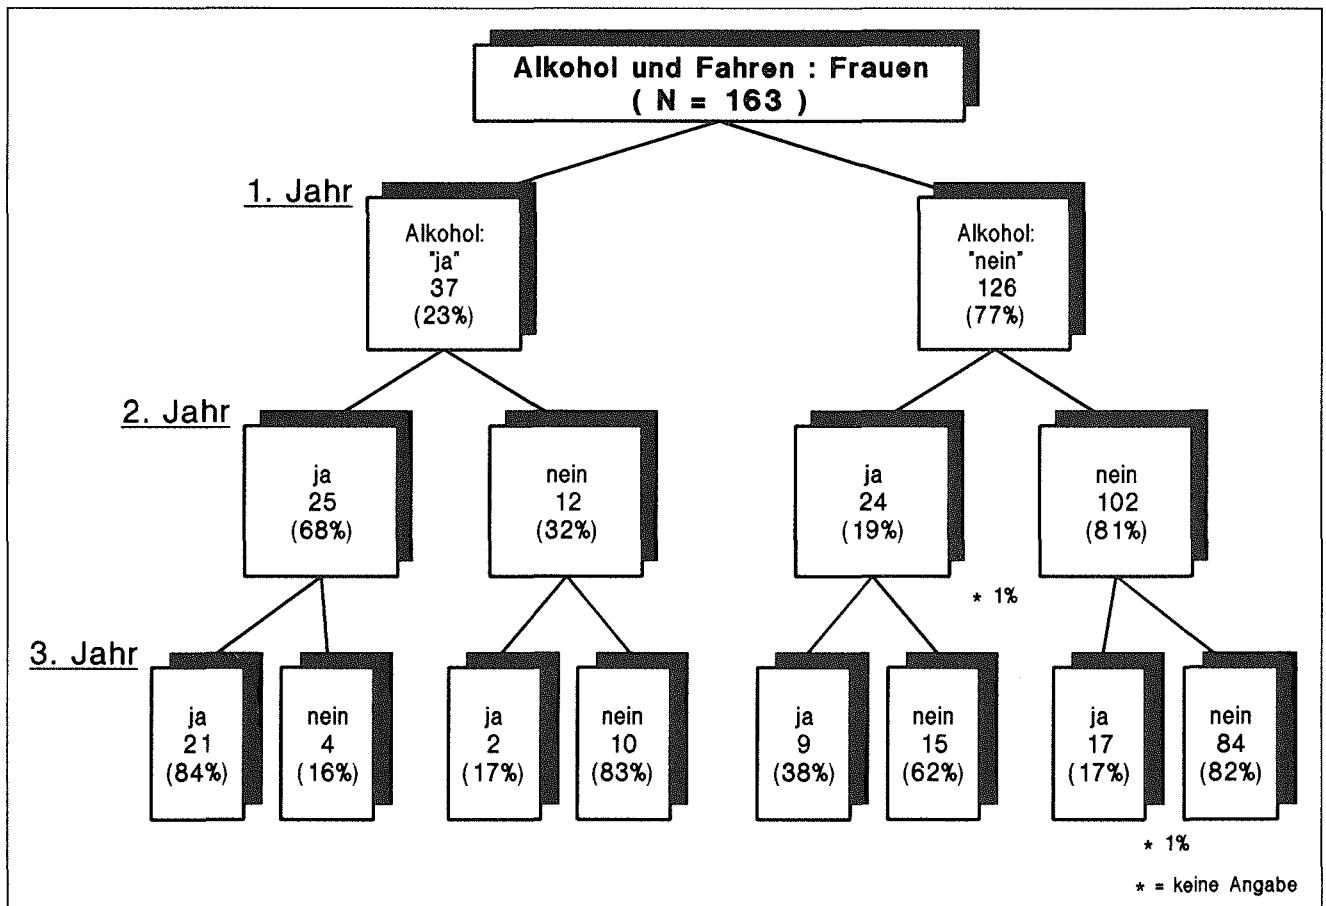 Alkohol und Fahren : Frauen
( N = 163 )
1. Jahr
Alkohol:
"ja"
37
(23%)
Alkohol:
"nein"
126
(77%)
2. Jahr
ja
25
(68%)
nein
12
(32%)
ja
24
(19%)
nein
102
(81%)
* 1%
3. Jahr
ja
21
(84%)
nein
4
(16%)
ja
2
(17%)
nein
10
(83%)
ja
9
(38%)
nein
15
(62%)
ja
17
(17%)
nein
84
(82%)
* 1%
* = keine Angabe